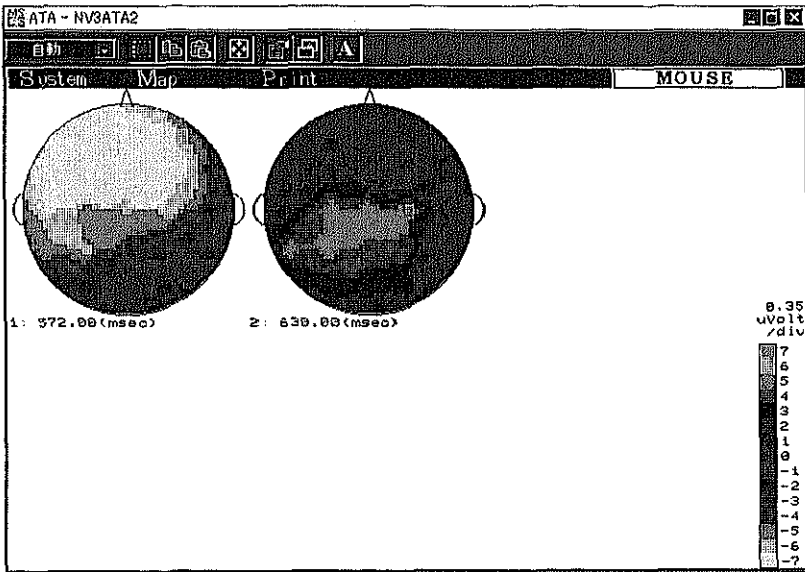 ATA - NV3ATA2
自動
A
System Map Print MOUSE
1: 572.00(msec) 2: 630.00(msec)
0.35
uVolt
/div
7
6
5
4
3
2
1
0
-1
-2
-3
-4
-5
-6
-7